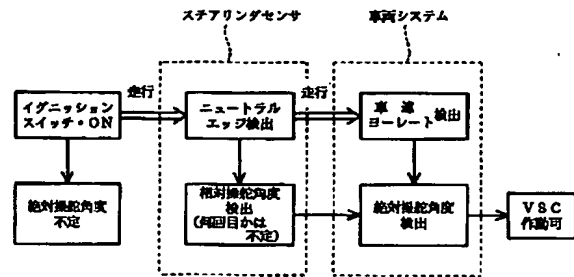 ステアリングセンサ
車両システム
イグニッション
スイッチ・ON
走行
ニュートラル
エッジ検出
走行
車速
ヨーレート
検出
絶対操舵角度
不定
相対操舵角度
検出
(何回目かは
不定)
絶対操舵角度
検出
VSC
作動可